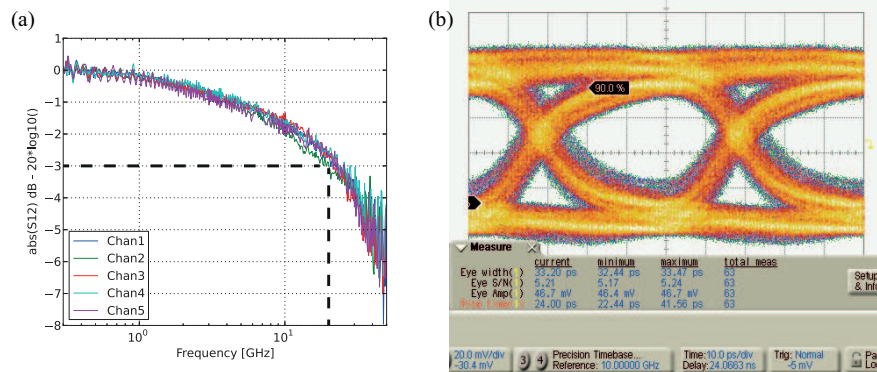 (a)
1
0
−1
−2
−3
−4
−5
−6
−7
−8
abs(S12) dB - 20*log10()
Chan1
Chan2
Chan3
Chan4
Chan5
10⁰
10¹
Frequency [GHz]
(b)
90.0 %
Measure
current minimum maximum total meas
Eye width( ) 33.20 ps 32.44 ps 33.47 ps 63
Eye S/N( ) 5.21 5.17 5.24 63
Eye Amp( ) 46.7 mV 46.4 mV 46.7 mV 63
24.00 ps 22.44 ps 41.56 ps 63
Setup
& Info
20.0 mV/div
-30.4 mV
3 4
Precision Timebase...
Reference: 10.00000 GHz
Time:10.0 ps/div
Delay:24.0663 ns
Trig: Normal
-5 mV